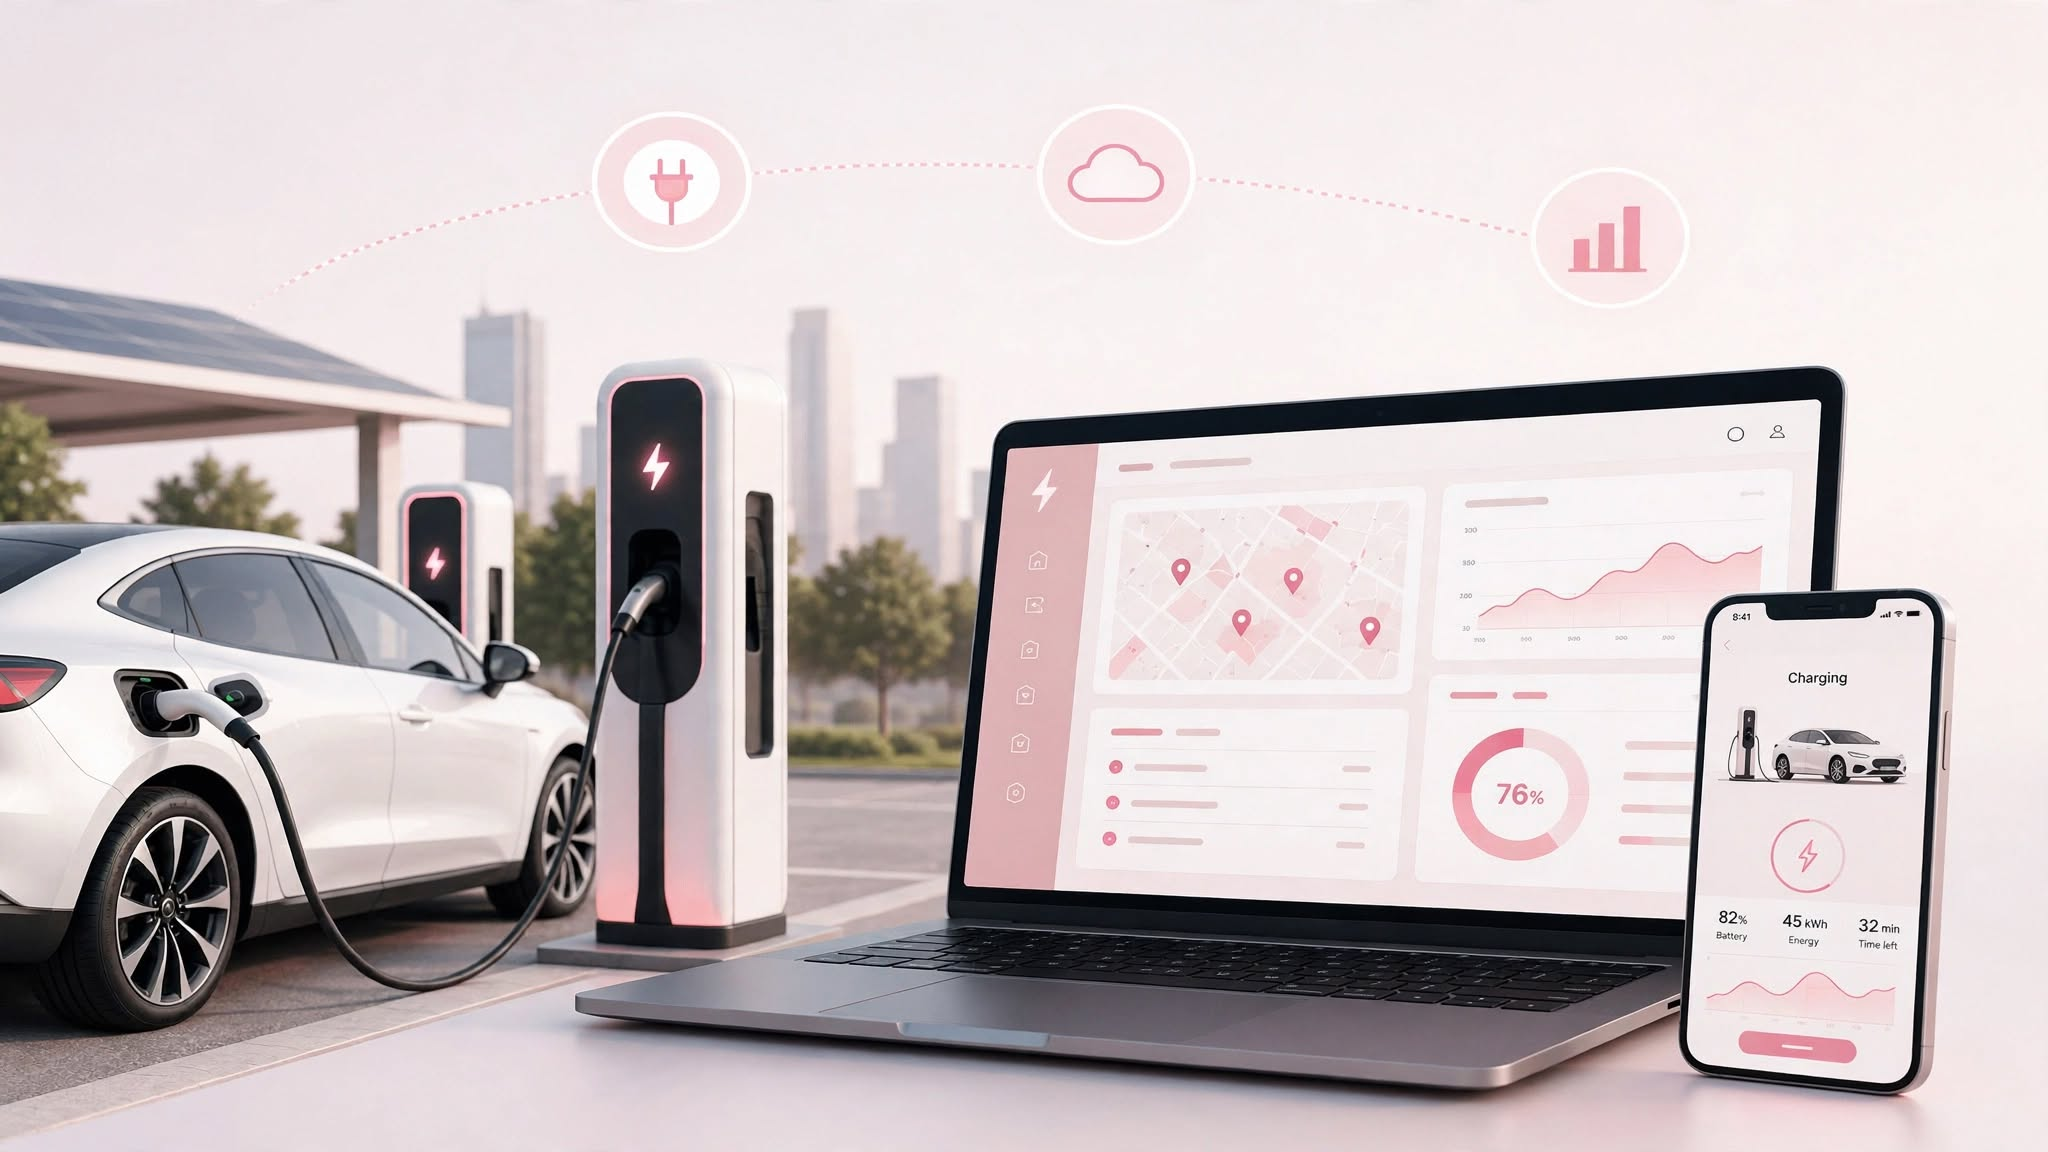 76%
8:41
Charging
82% 45 kWh 32 min
Battery Energy Time left